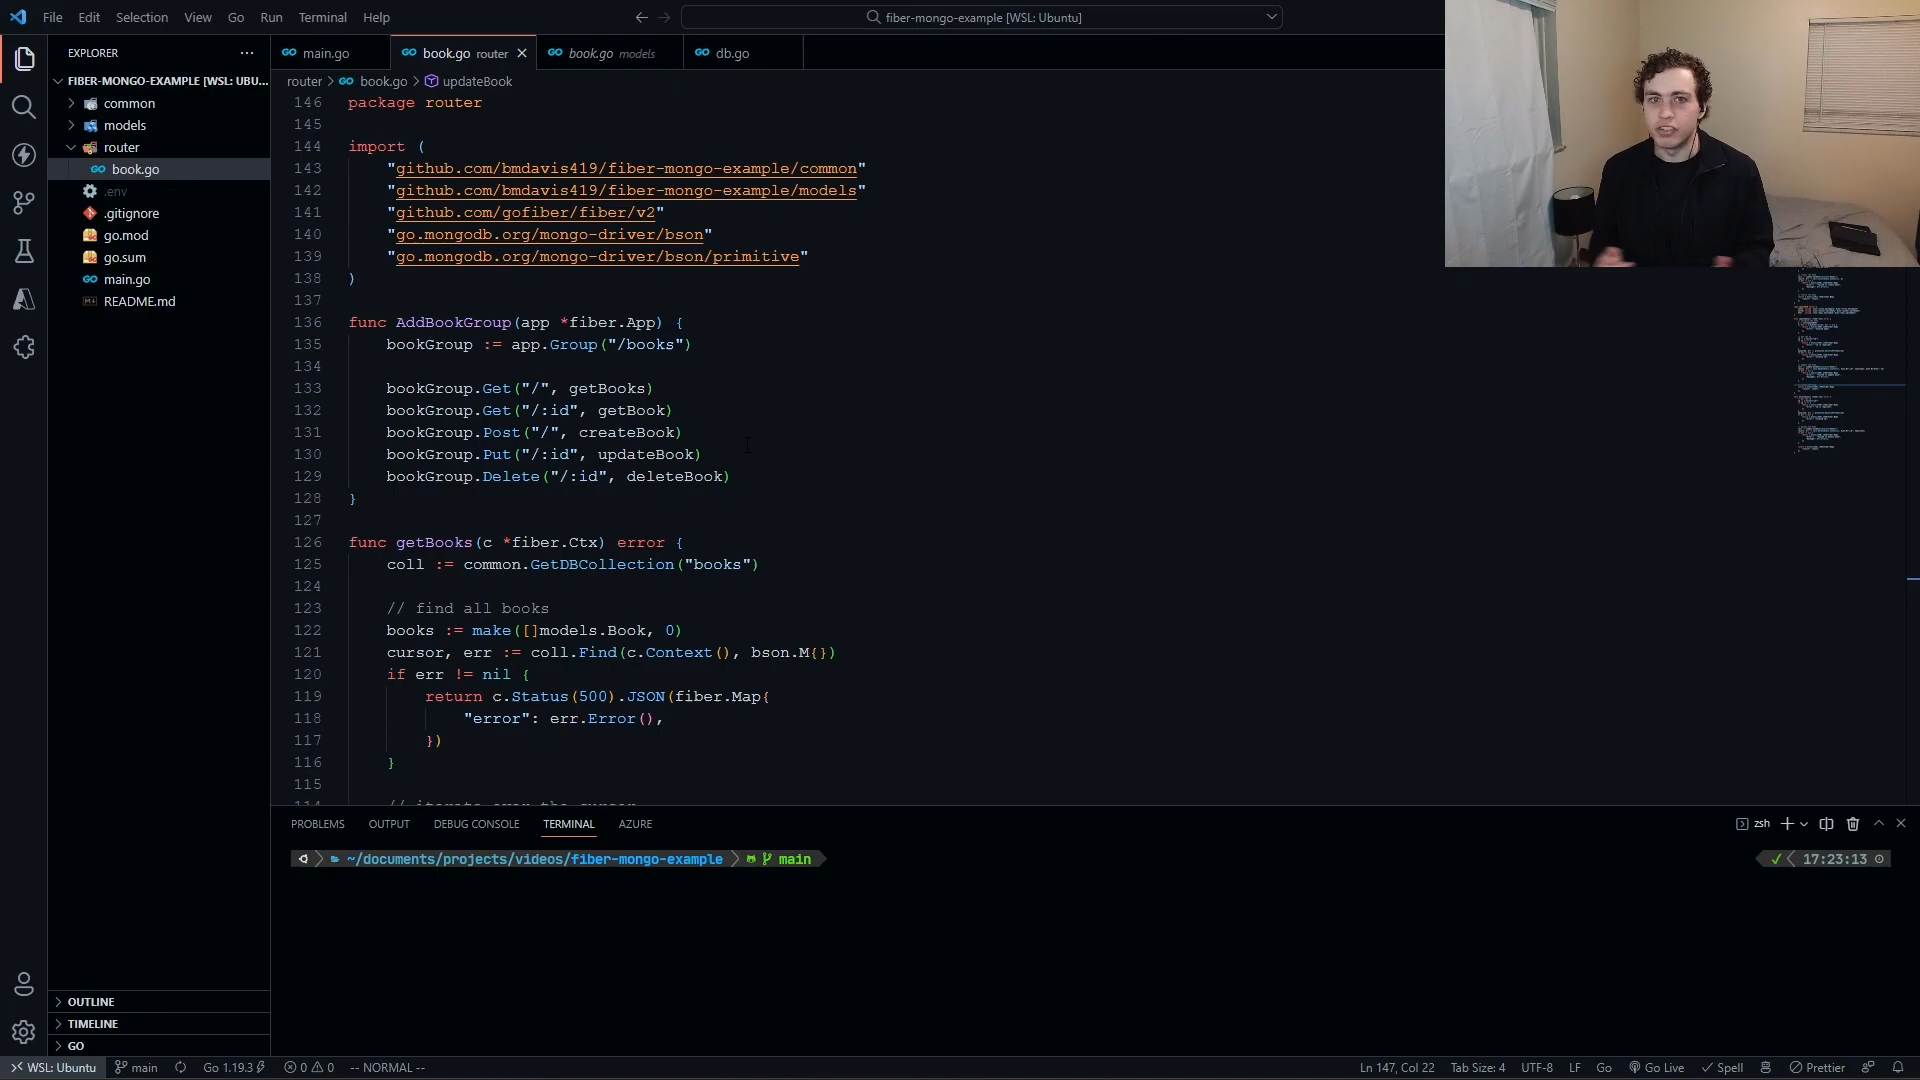 File Edit Selection View Go Run Terminal Help
fiber-mongo-example [WSL: Ubuntu]
EXPLORER
main.go
book.go router
book.go models
db.go
FIBER-MONGO-EXAMPLE [WSL: UBU...
common
models
router
book.go
.env
.gitignore
go.mod
go.sum
main.go
README.md
router > book.go > updateBook
146 package router
145
144 import (
143 "github.com/bmdavis419/fiber-mongo-example/common"
142 "github.com/bmdavis419/fiber-mongo-example/models"
141 "github.com/gofiber/fiber/v2"
140 "go.mongodb.org/mongo-driver/bson"
139 "go.mongodb.org/mongo-driver/bson/primitive"
138 )
137
136 func AddBookGroup(app *fiber.App) {
135 bookGroup := app.Group("/books")
134
133 bookGroup.Get("/", getBooks)
132 bookGroup.Get("/:id", getBook)
131 bookGroup.Post("/", createBook)
130 bookGroup.Put("/:id", updateBook)
129 bookGroup.Delete("/:id", deleteBook)
128 }
127
126 func getBooks(c *fiber.Ctx) error {
125 coll := common.GetDBCollection("books")
124
123 // find all books
122 books := make([]models.Book, 0)
121 cursor, err := coll.Find(c.Context(), bson.M{})
120 if err != nil {
119 return c.Status(500).JSON(fiber.Map{
118 "error": err.Error(),
117 })
116 }
115
114 // iterate over the cursor
PROBLEMS OUTPUT DEBUG CONSOLE TERMINAL AZURE
zsh
~/documents/projects/videos/fiber-mongo-example main
17:23:13
OUTLINE
TIMELINE
GO
WSL: Ubuntu main Go 1.19.3 0 0 -- NORMAL --
Ln 147, Col 22 Tab Size: 4 UTF-8 LF Go Go Live Spell Prettier